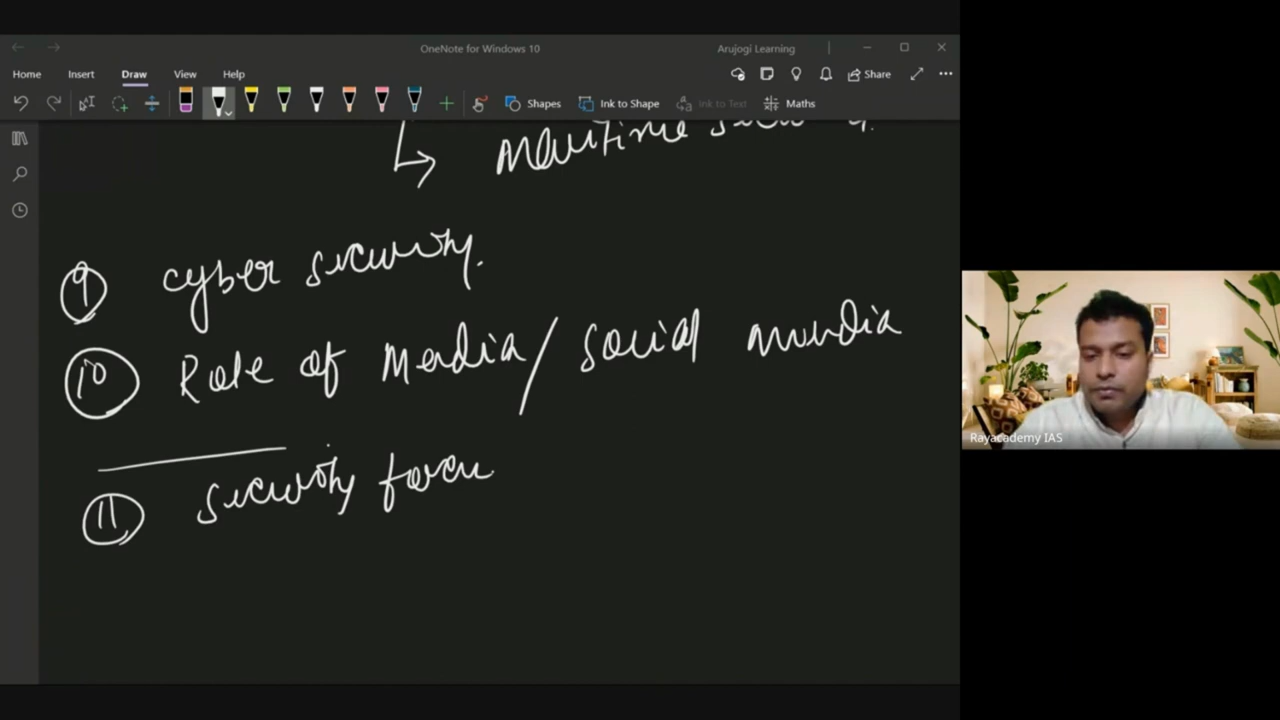 OneNote for Windows 10
Arujogi Learning
Home Insert Draw View Help
Share
Shapes Ink to Shape Ink to Text Maths
Maritime
9 cyber security.
10 Role of Media/ social media
11 security force
Rayacademy IAS